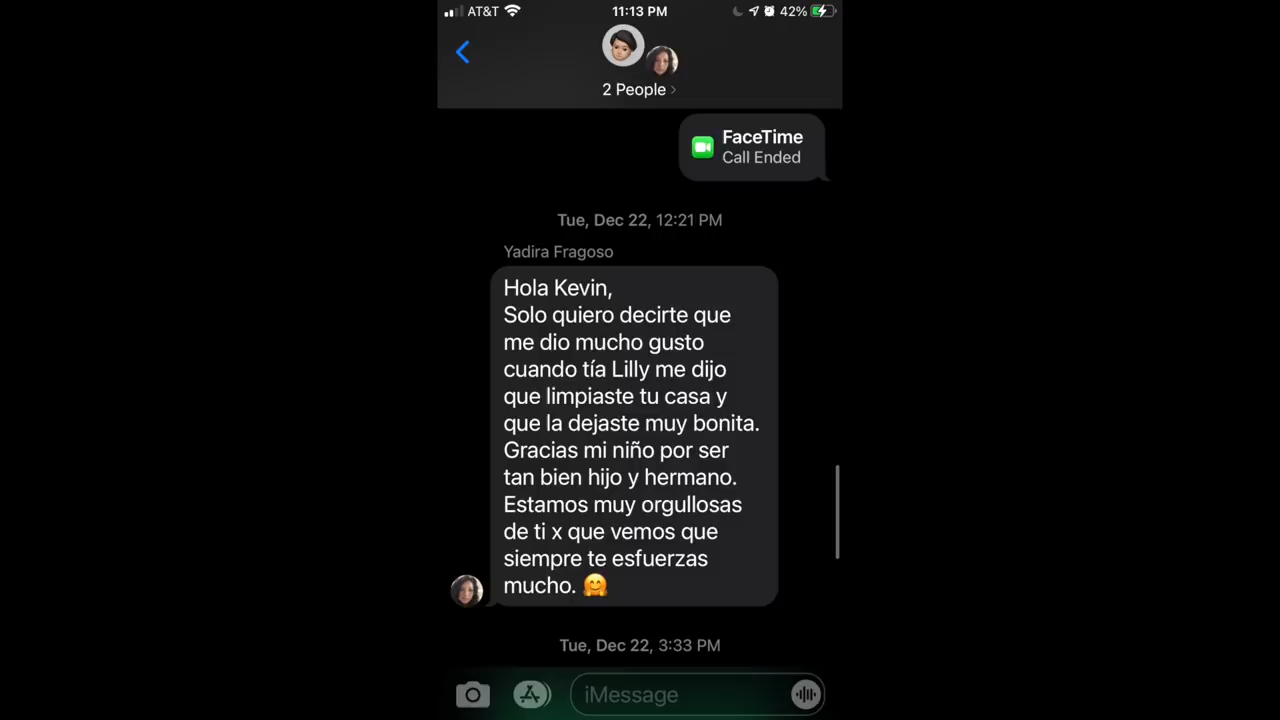 AT&T 11:13 PM 42%
2 People
FaceTime
Call Ended
Tue, Dec 22, 12:21 PM
Yadira Fragoso
Hola Kevin,
Solo quiero decirte que
me dio mucho gusto
cuando tía Lilly me dijo
que limpiaste tu casa y
que la dejaste muy bonita.
Gracias mi niño por ser
tan bien hijo y hermano.
Estamos muy orgullosas
de ti x que vemos que
siempre te esfuerzas
mucho. 🤗
Tue, Dec 22, 3:33 PM
iMessage